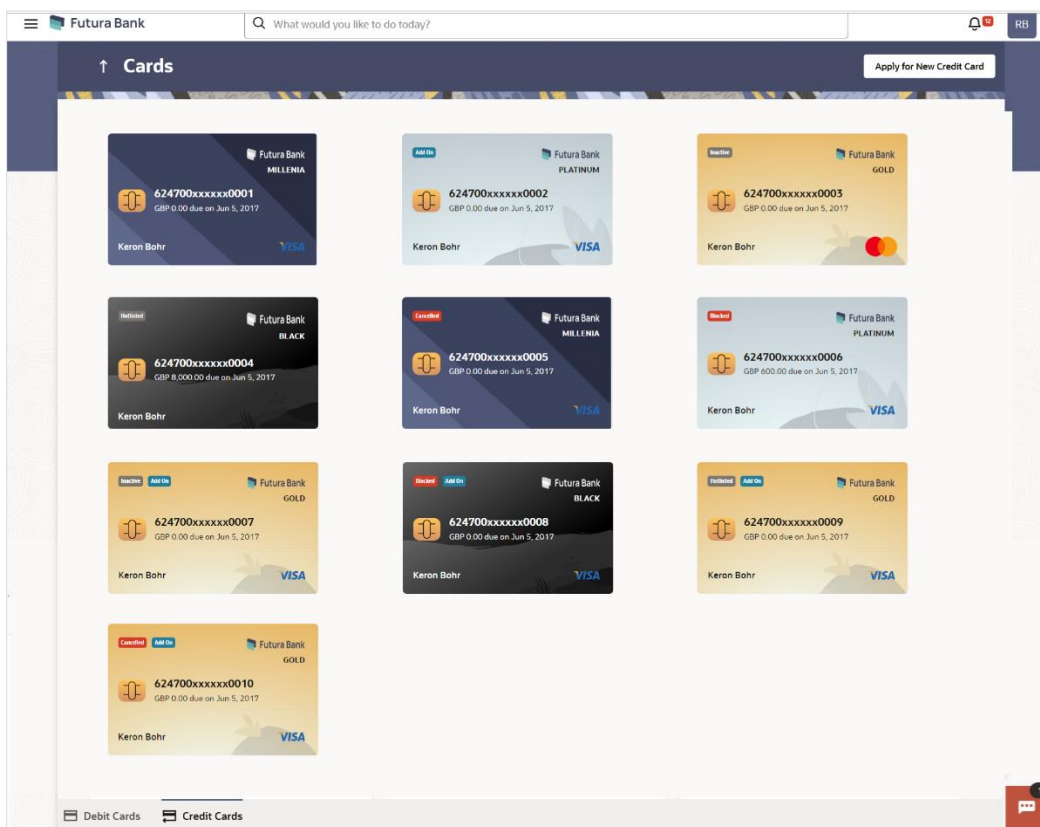 Futura Bank
What would you like to do today?
12
RB
↑ Cards
Apply for New Credit Card
Futura Bank
MILLENIA
624700xxxxxx0001
GBP 0.00 due on Jun 5, 2017
Keron Bohr
VISA
Add On
Futura Bank
PLATINUM
624700xxxxxx0002
GBP 0.00 due on Jun 5, 2017
Keron Bohr
VISA
Inactive
Futura Bank
GOLD
624700xxxxxx0003
GBP 0.00 due on Jun 5, 2017
Keron Bohr
Hotlisted
Futura Bank
BLACK
624700xxxxxx0004
GBP 8,000.00 due on Jun 5, 2017
Keron Bohr
Cancelled
Futura Bank
MILLENIA
624700xxxxxx0005
GBP 0.00 due on Jun 5, 2017
Keron Bohr
VISA
Blocked
Futura Bank
PLATINUM
624700xxxxxx0006
GBP 600.00 due on Jun 5, 2017
Keron Bohr
VISA
Inactive Add On
Futura Bank
GOLD
624700xxxxxx0007
GBP 0.00 due on Jun 5, 2017
Keron Bohr
VISA
Blocked Add On
Futura Bank
BLACK
624700xxxxxx0008
GBP 0.00 due on Jun 5, 2017
Keron Bohr
VISA
Hotlisted Add On
Futura Bank
GOLD
624700xxxxxx0009
GBP 0.00 due on Jun 5, 2017
Keron Bohr
VISA
Cancelled Add On
Futura Bank
GOLD
624700xxxxxx0010
GBP 0.00 due on Jun 5, 2017
Keron Bohr
VISA
Debit Cards
Credit Cards